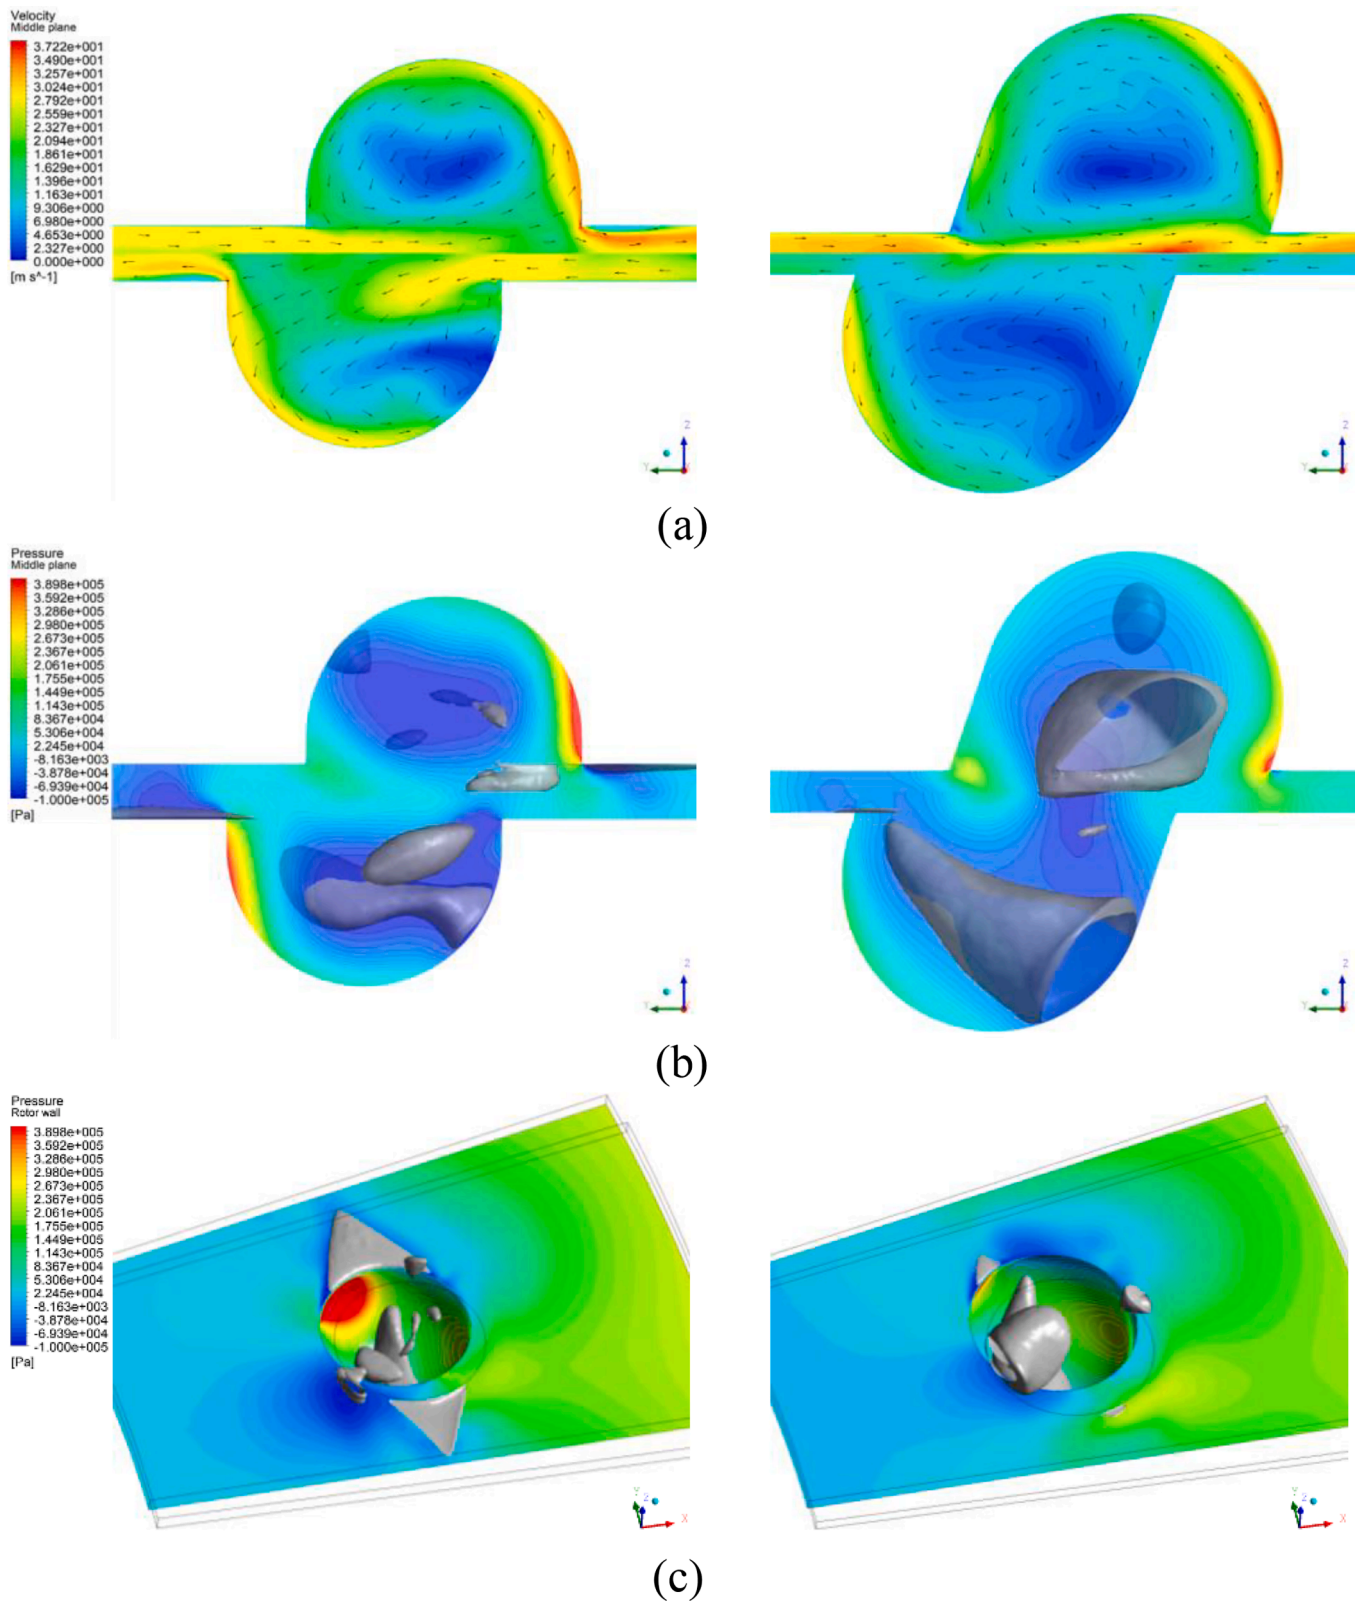 Velocity
Middle plane
3.722e+001
3.490e+001
3.257e+001
3.024e+001
2.792e+001
2.559e+001
2.327e+001
2.094e+001
1.861e+001
1.629e+001
1.396e+001
1.163e+001
9.306e+000
6.980e+000
4.653e+000
2.327e+000
0.000e+000
[m s^-1]
Z
Y
X
Z
Y
X
(a)
Pressure
Middle plane
3.898e+005
3.592e+005
3.286e+005
2.980e+005
2.673e+005
2.367e+005
2.061e+005
1.755e+005
1.449e+005
1.143e+005
8.367e+004
5.306e+004
2.245e+004
-8.163e+003
-3.878e+004
-6.939e+004
-1.000e+005
[Pa]
Z
Y
X
Z
Y
X
(b)
Pressure
Rotor wall
3.898e+005
3.592e+005
3.286e+005
2.980e+005
2.673e+005
2.367e+005
2.061e+005
1.755e+005
1.449e+005
1.143e+005
8.367e+004
5.306e+004
2.245e+004
-8.163e+003
-3.878e+004
-6.939e+004
-1.000e+005
[Pa]
Y
Z
X
Y
Z
X
(c)